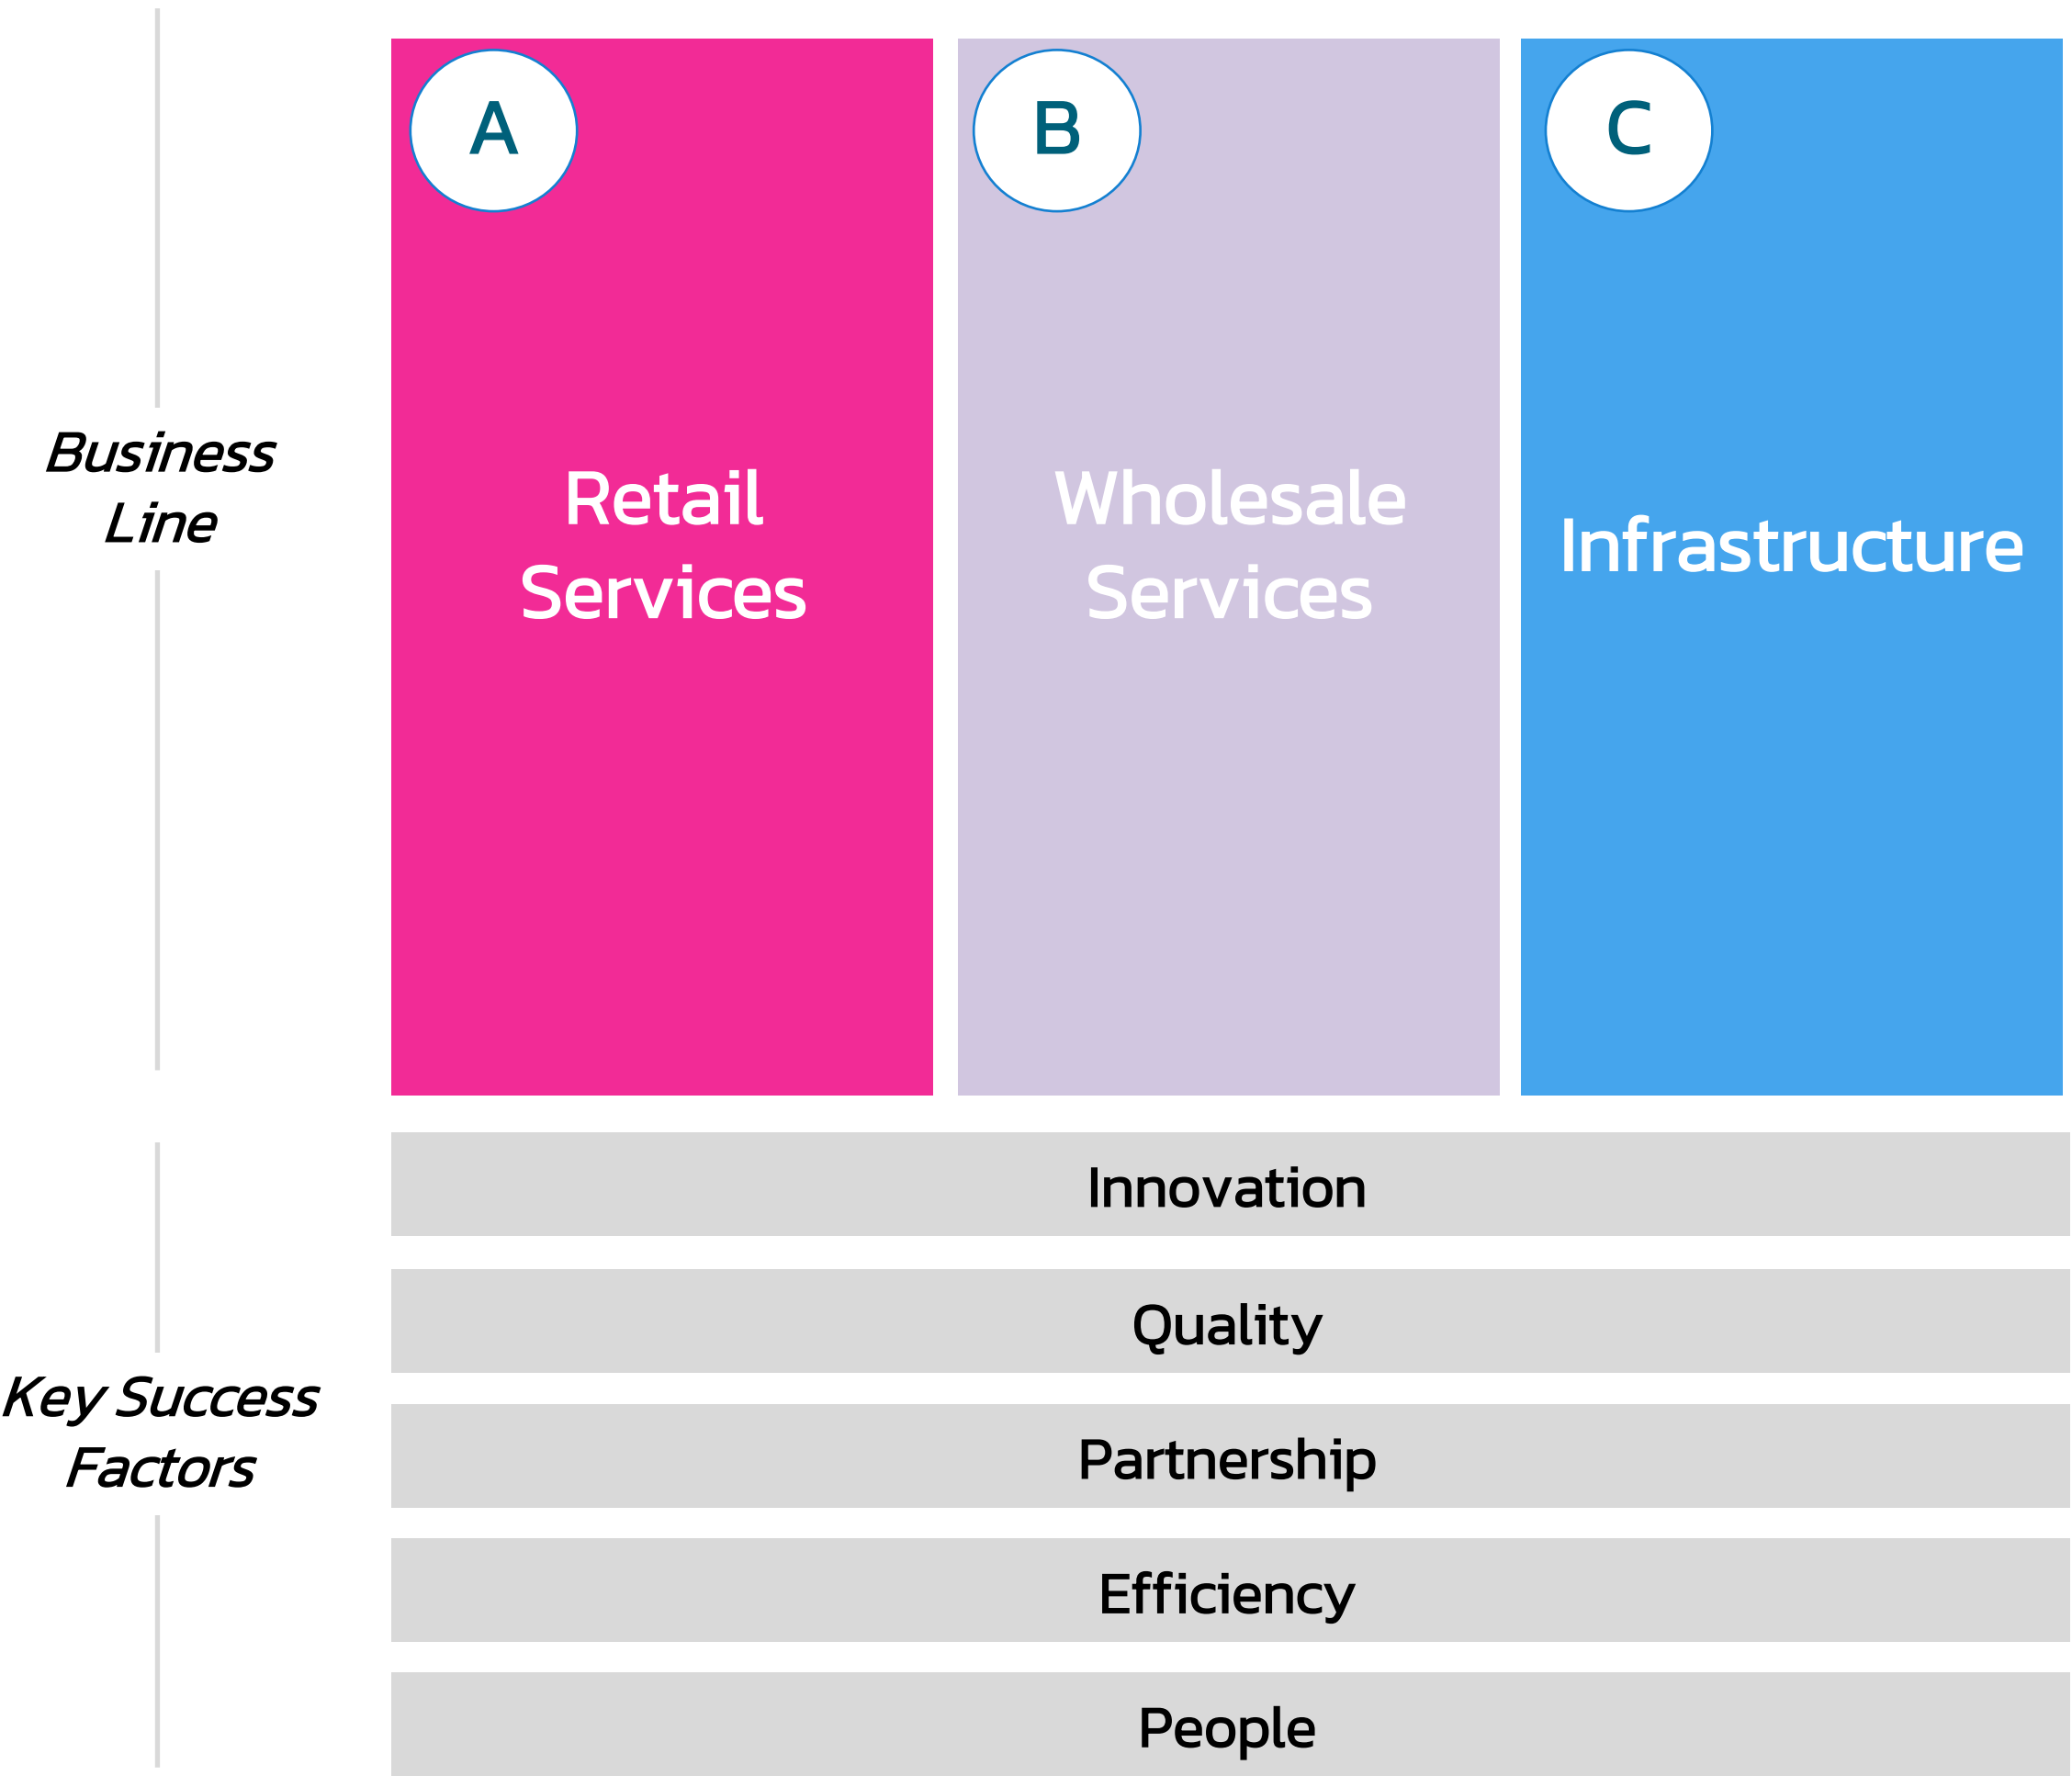 A
B
C
Business
Line
Retail
Services
Wholesale
Services
Infrastructure
Innovation
Quality
Key Success
Factors
Partnership
Efficiency
People